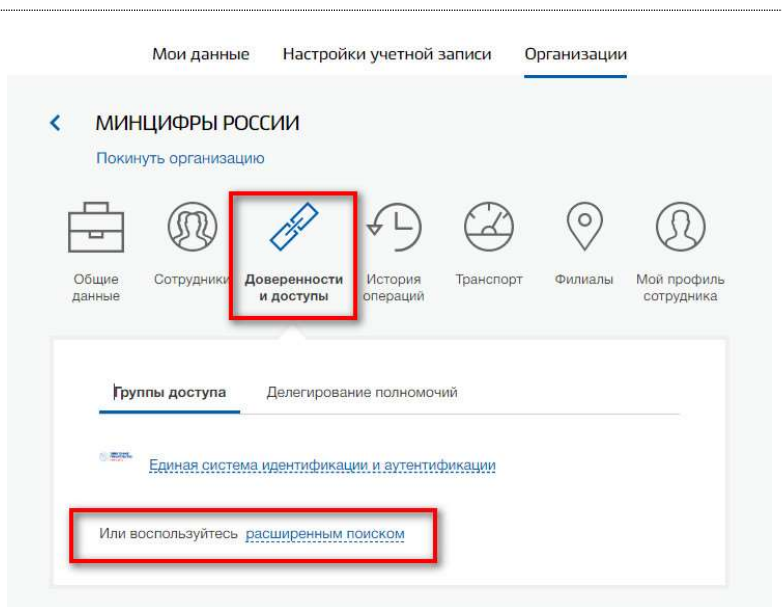 Мои данные Настройки учетной записи Организации
МИНЦИФРЫ РОССИИ
Покинуть организацию
Общие данные
Сотрудники
Доверенности и доступы
История операций
Транспорт
Филиалы
Мой профиль сотрудника
Группы доступа Делегирование полномочий
Единая система идентификации и аутентификации
Или воспользуйтесь расширенным поиском